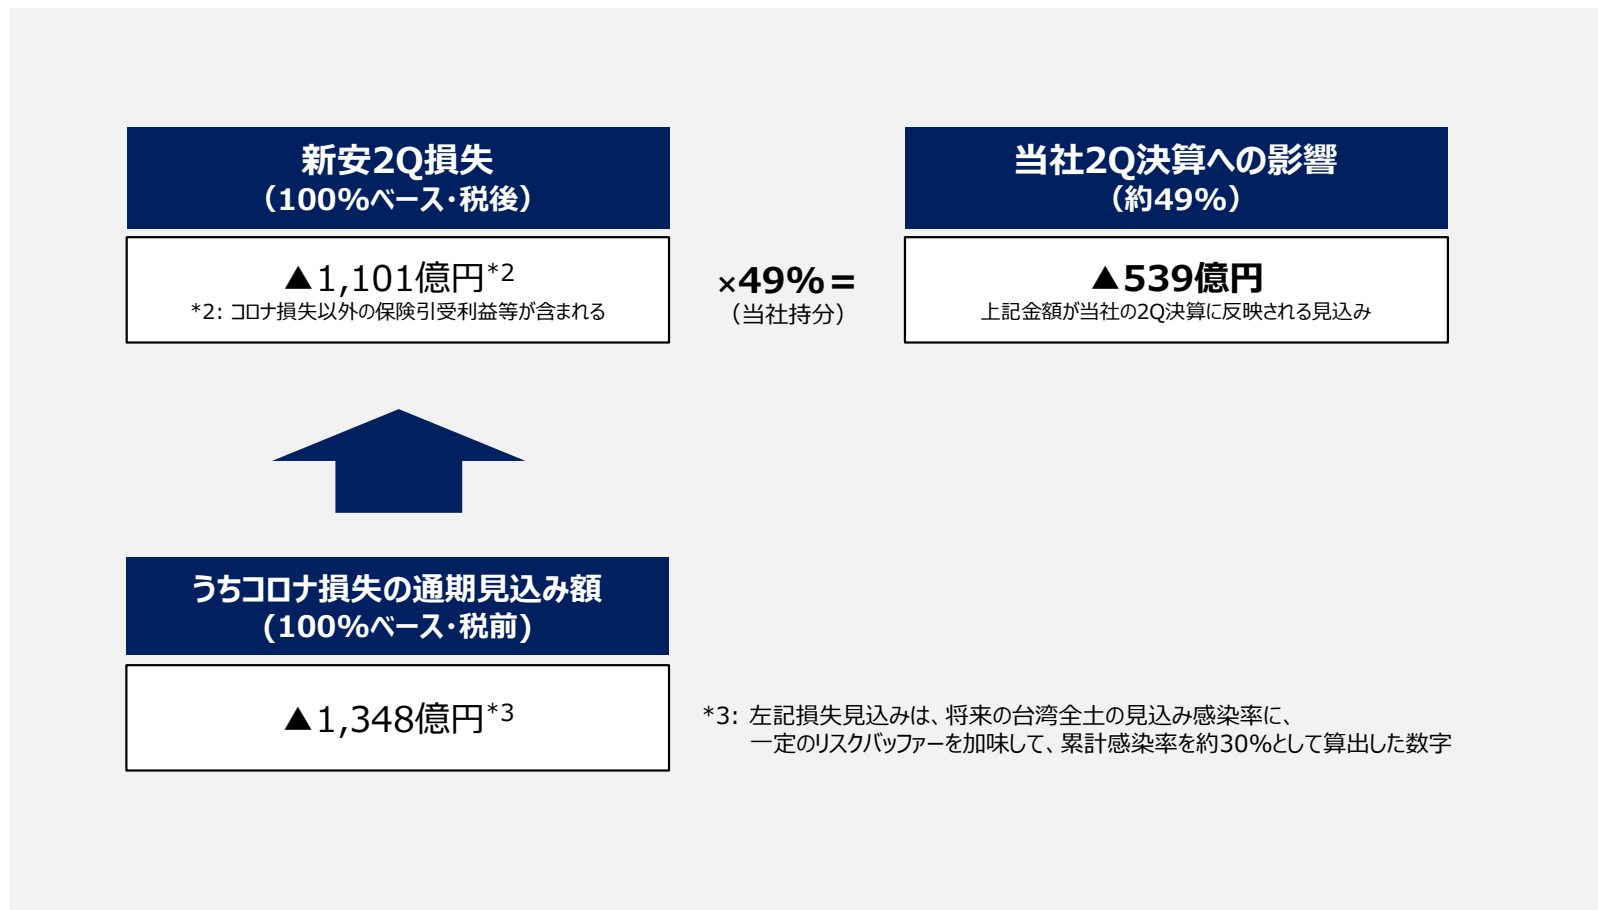 新安2Q損失
（100%ベース・税後）
▲1,101億円*2
*2: コロナ損失以外の保険引受利益等が含まれる
×49%＝
（当社持分）
当社2Q決算への影響
（約49%）
▲539億円
上記金額が当社の2Q決算に反映される見込み
うちコロナ損失の通期見込み額
(100%ベース・税前)
▲1,348億円*3
*3: 左記損失見込みは、将来の台湾全土の見込み感染率に、
一定のリスクバッファーを加味して、累計感染率を約30%として算出した数字